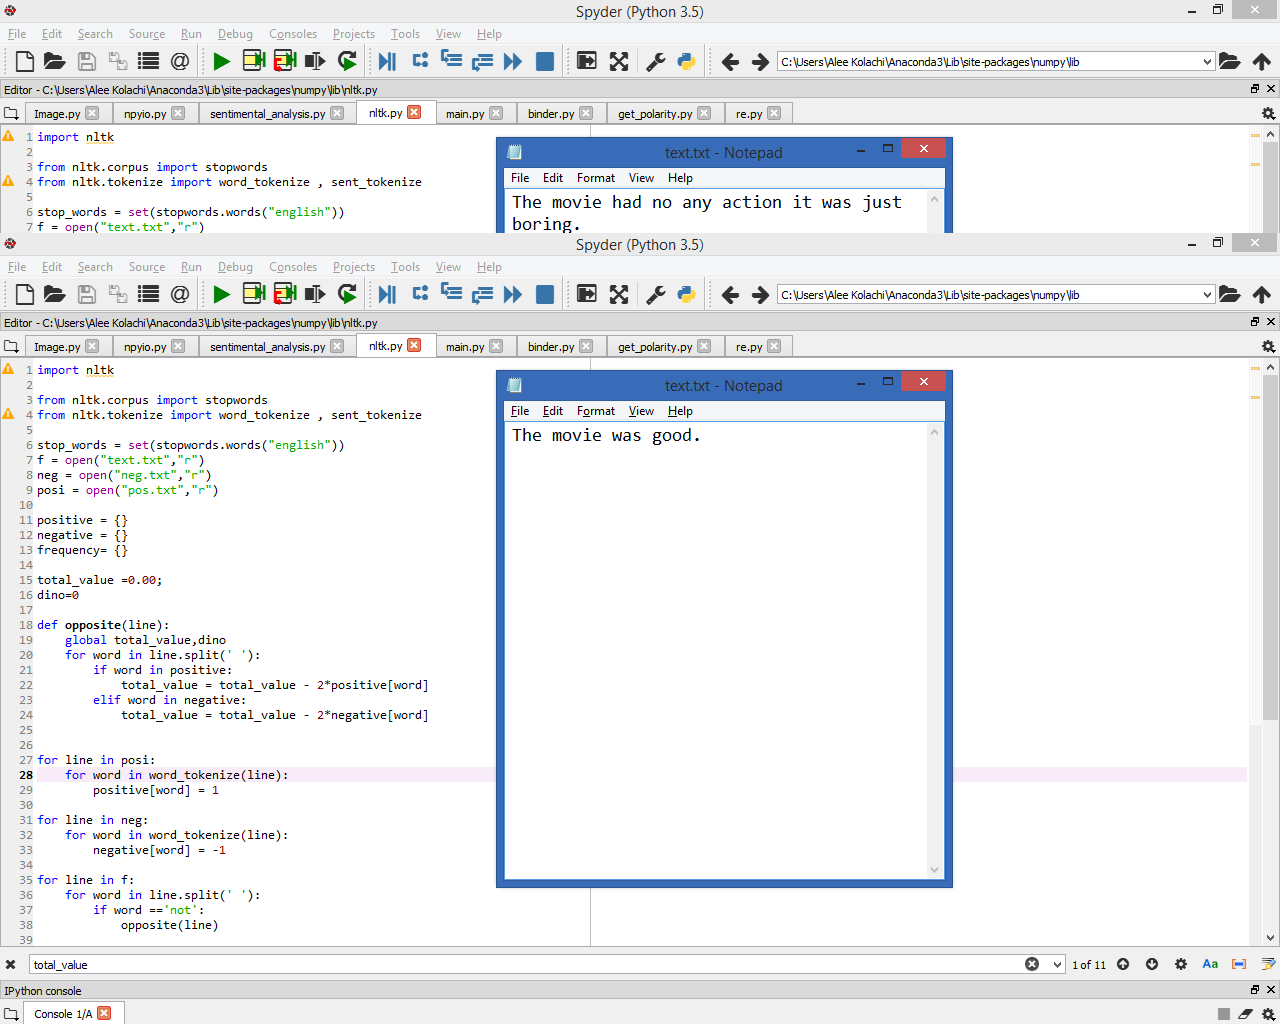 Spyder (Python 3.5)
File Edit Search Source Run Debug Consoles Projects Tools View Help
C:\Users\Alee Kolachi\Anaconda3\Lib\site-packages\numpy\lib
Editor - C:\Users\Alee Kolachi\Anaconda3\Lib\site-packages\numpy\lib\nltk.py
Image.py npyio.py sentimental_analysis.py nltk.py main.py binder.py get_polarity.py re.py
1 import nltk
2
3 from nltk.corpus import stopwords
4 from nltk.tokenize import word_tokenize , sent_tokenize
5
6 stop_words = set(stopwords.words("english"))
7 f = open("text.txt","r")
text.txt - Notepad
File Edit Format View Help
The movie had no any action it was just
boring.
Spyder (Python 3.5)
File Edit Search Source Run Debug Consoles Projects Tools View Help
C:\Users\Alee Kolachi\Anaconda3\Lib\site-packages\numpy\lib
Editor - C:\Users\Alee Kolachi\Anaconda3\Lib\site-packages\numpy\lib\nltk.py
Image.py npyio.py sentimental_analysis.py nltk.py main.py binder.py get_polarity.py re.py
1 import nltk
2
3 from nltk.corpus import stopwords
4 from nltk.tokenize import word_tokenize , sent_tokenize
5
6 stop_words = set(stopwords.words("english"))
7 f = open("text.txt","r")
8 neg = open("neg.txt","r")
9 posi = open("pos.txt","r")
10
11 positive = {}
12 negative = {}
13 frequency= {}
14
15 total_value =0.00;
16 dino=0
17
18 def opposite(line):
19     global total_value,dino
20     for word in line.split(' '):
21         if word in positive:
22             total_value = total_value - 2*positive[word]
23         elif word in negative:
24             total_value = total_value - 2*negative[word]
25
26
27 for line in posi:
28     for word in word_tokenize(line):
29         positive[word] = 1
30
31 for line in neg:
32     for word in word_tokenize(line):
33         negative[word] = -1
34
35 for line in f:
36     for word in line.split(' '):
37         if word =='not':
38             opposite(line)
39
text.txt - Notepad
File Edit Format View Help
The movie was good.
total_value 1 of 11 Aa
IPython console
Console 1/A